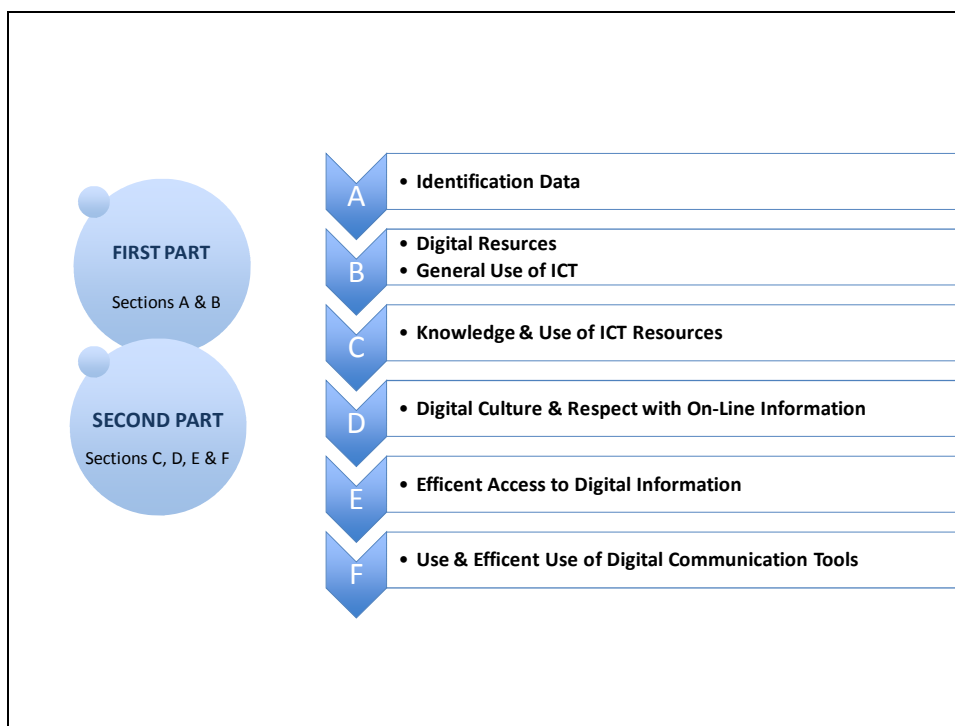 FIRST PART
Sections A & B
SECOND PART
Sections C, D, E & F
A
• Identification Data
B
• Digital Resurces
• General Use of ICT
C
• Knowledge & Use of ICT Resources
D
• Digital Culture & Respect with On-Line Information
E
• Efficent Access to Digital Information
F
• Use & Efficent Use of Digital Communication Tools